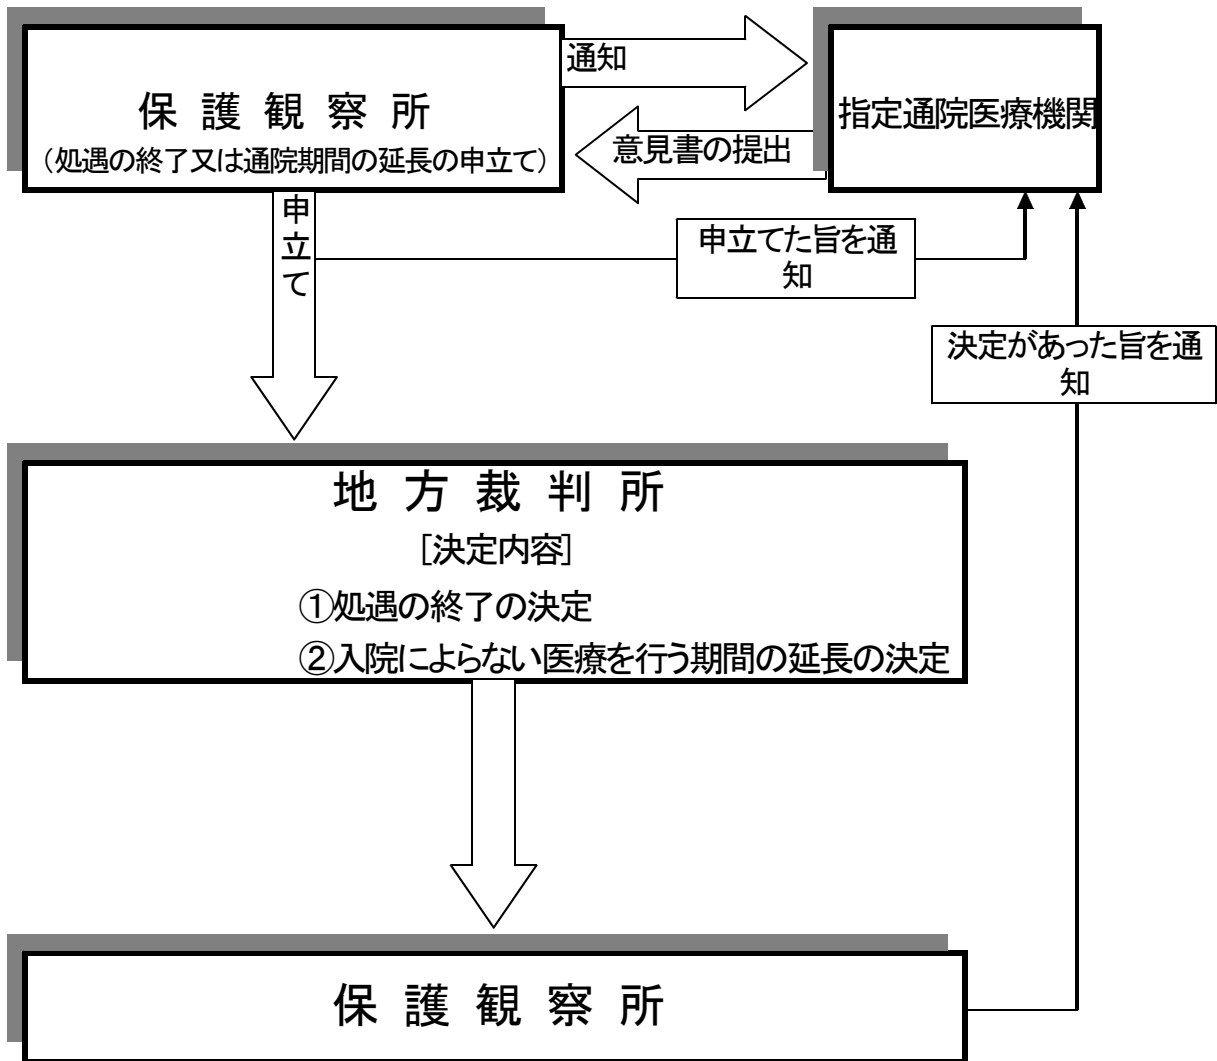 通知
保護観察所
（処遇の終了又は通院期間の延長の申立て）
指定通院医療機関
意見書の提出
申立て
申立てた旨を通
知
決定があった旨を通
知
地方裁判所
［決定内容］
①処遇の終了の決定
②入院によらない医療を行う期間の延長の決定
保護観察所